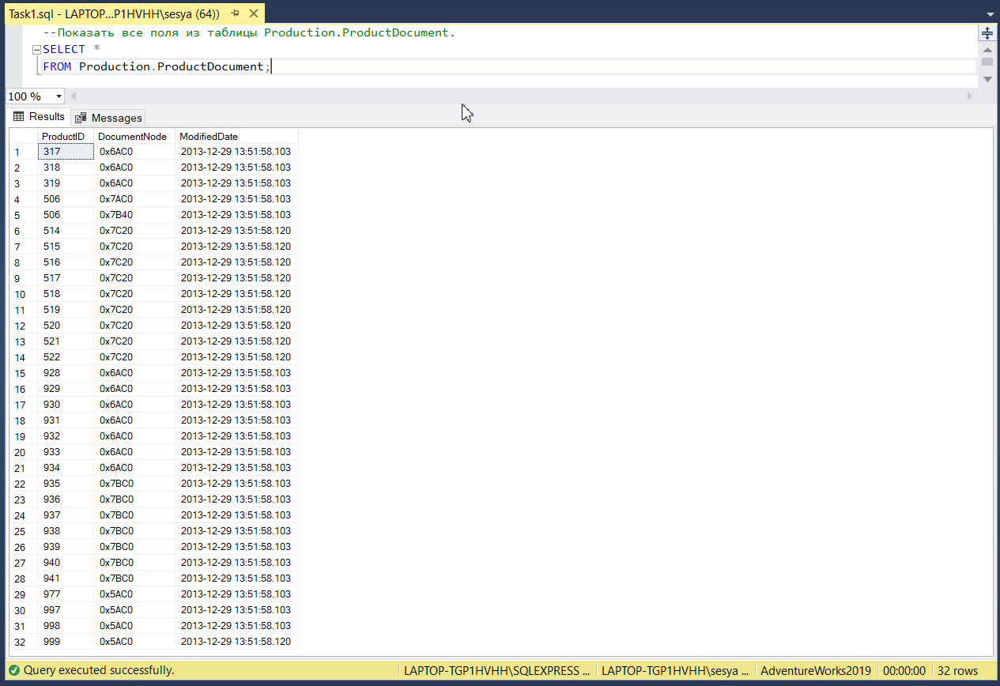 Task1.sql - LAPTOP...P1HVHH\sesya (64))
--Показать все поля из таблицы Production.ProductDocument.
SELECT *
FROM Production.ProductDocument;
100 %
Results Messages
ProductID DocumentNode ModifiedDate
1 317 0x6AC0 2013-12-29 13:51:58.103
2 318 0x6AC0 2013-12-29 13:51:58.103
3 319 0x6AC0 2013-12-29 13:51:58.103
4 506 0x7AC0 2013-12-29 13:51:58.103
5 506 0x7B40 2013-12-29 13:51:58.103
6 514 0x7C20 2013-12-29 13:51:58.120
7 515 0x7C20 2013-12-29 13:51:58.120
8 516 0x7C20 2013-12-29 13:51:58.120
9 517 0x7C20 2013-12-29 13:51:58.120
10 518 0x7C20 2013-12-29 13:51:58.120
11 519 0x7C20 2013-12-29 13:51:58.120
12 520 0x7C20 2013-12-29 13:51:58.120
13 521 0x7C20 2013-12-29 13:51:58.120
14 522 0x7C20 2013-12-29 13:51:58.120
15 928 0x6AC0 2013-12-29 13:51:58.103
16 929 0x6AC0 2013-12-29 13:51:58.103
17 930 0x6AC0 2013-12-29 13:51:58.103
18 931 0x6AC0 2013-12-29 13:51:58.103
19 932 0x6AC0 2013-12-29 13:51:58.103
20 933 0x6AC0 2013-12-29 13:51:58.103
21 934 0x6AC0 2013-12-29 13:51:58.103
22 935 0x7BC0 2013-12-29 13:51:58.103
23 936 0x7BC0 2013-12-29 13:51:58.103
24 937 0x7BC0 2013-12-29 13:51:58.103
25 938 0x7BC0 2013-12-29 13:51:58.103
26 939 0x7BC0 2013-12-29 13:51:58.103
27 940 0x7BC0 2013-12-29 13:51:58.103
28 941 0x7BC0 2013-12-29 13:51:58.103
29 977 0x5AC0 2013-12-29 13:51:58.103
30 997 0x5AC0 2013-12-29 13:51:58.103
31 998 0x5AC0 2013-12-29 13:51:58.103
32 999 0x5AC0 2013-12-29 13:51:58.120
Query executed successfully. LAPTOP-TGP1HVHH\SQLEXPRESS ... LAPTOP-TGP1HVHH\sesya ... AdventureWorks2019 00:00:00 32 rows